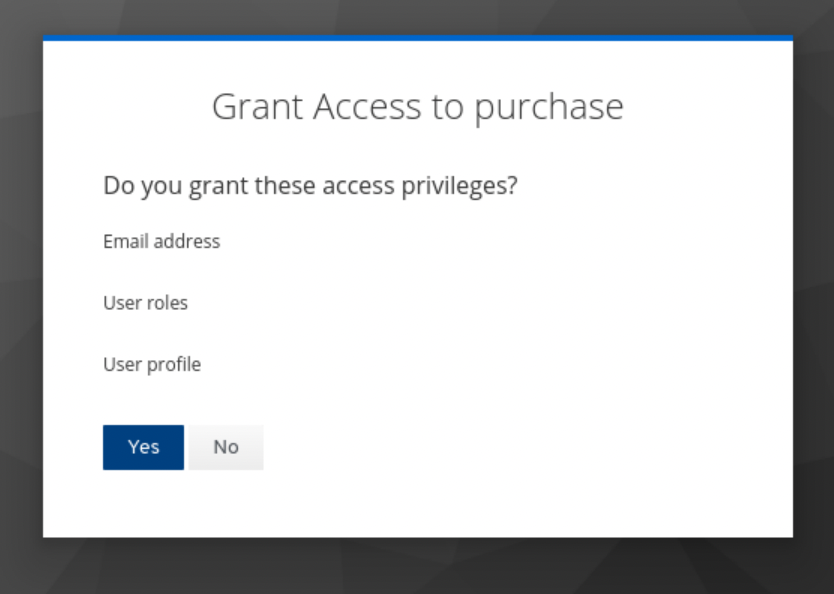 Grant Access to purchase
Do you grant these access privileges?
Email address
User roles
User profile
Yes No